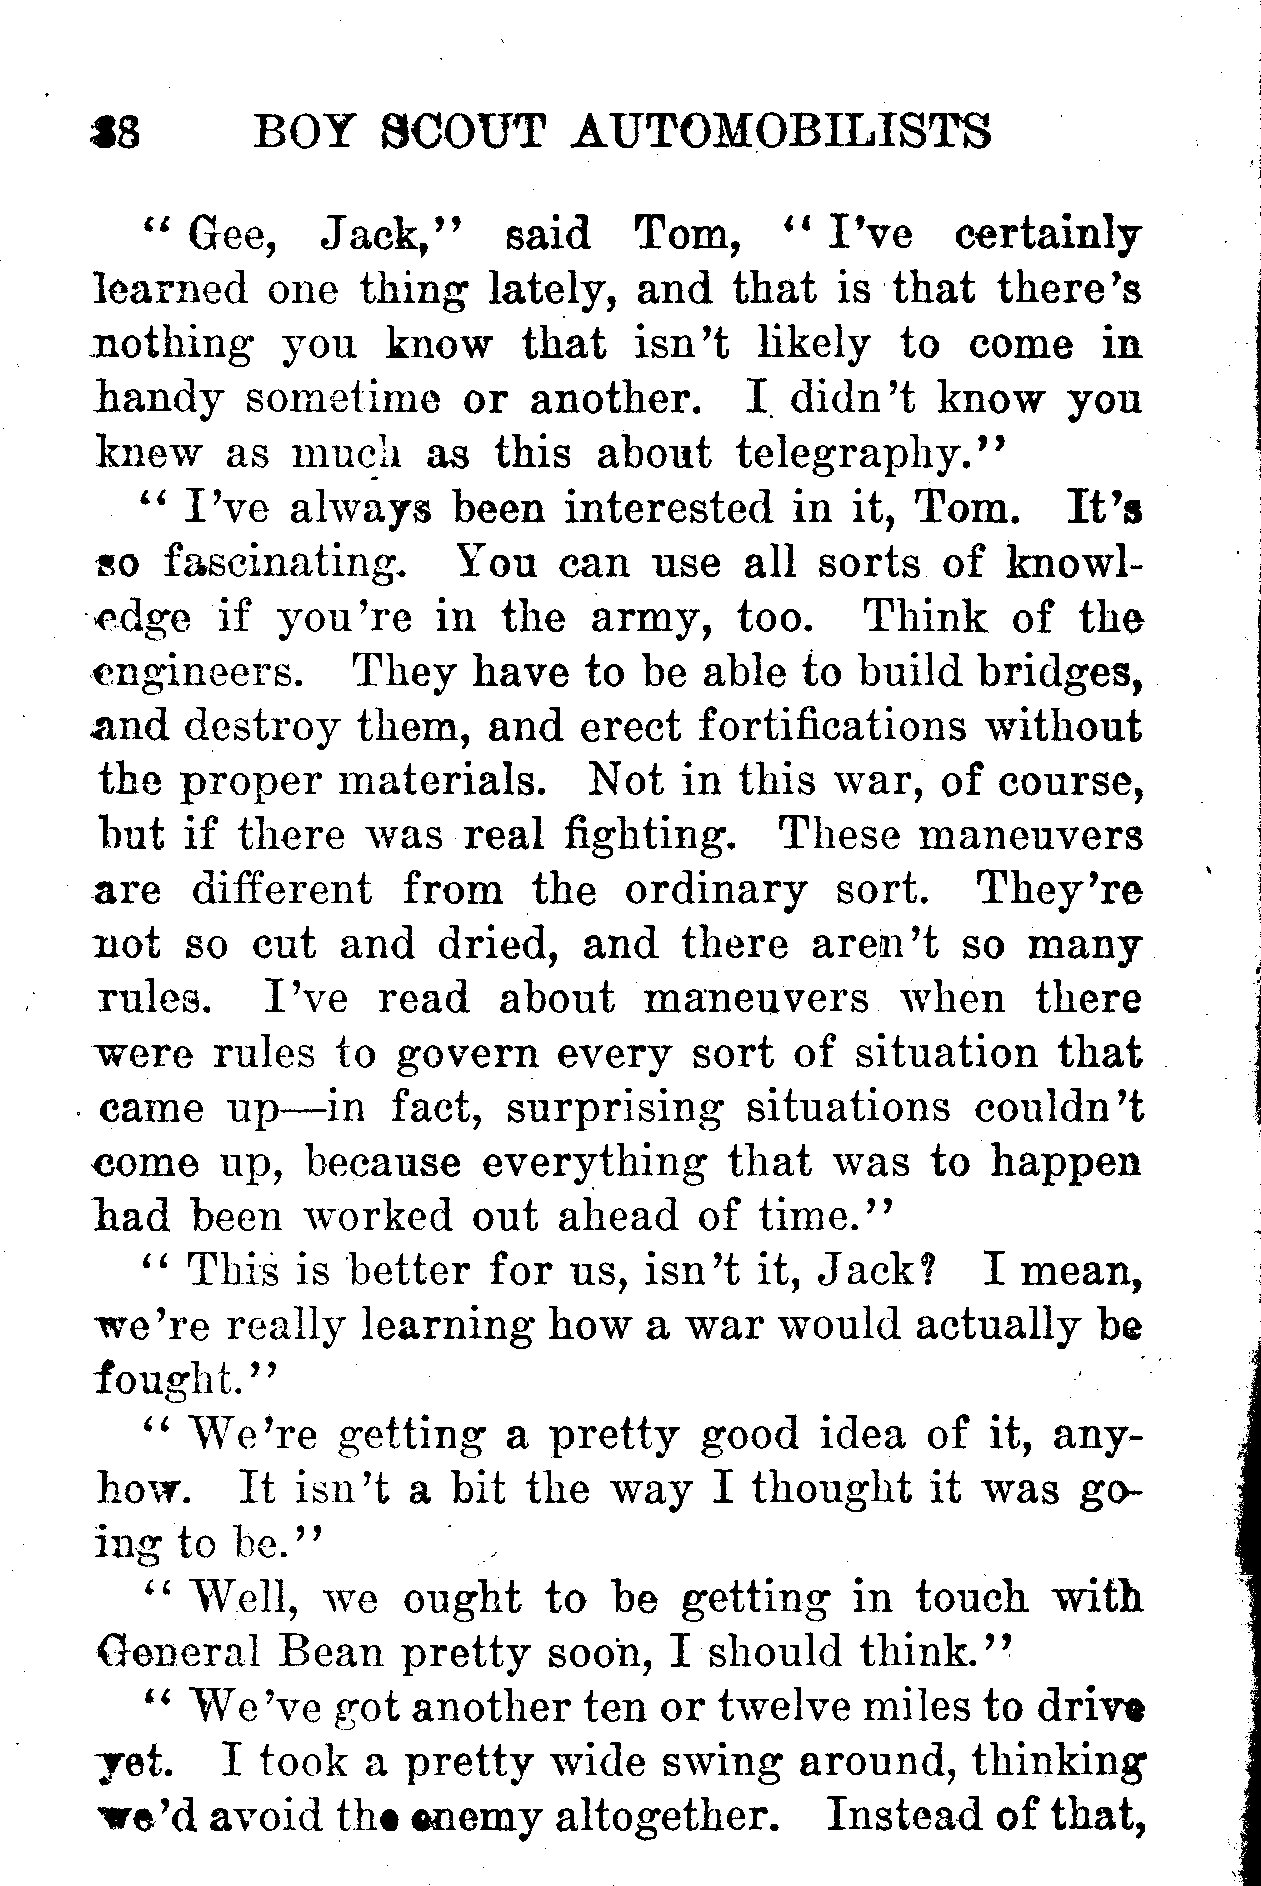 BOY SCOUT AUTOMOBILISTS
“ Gee, Jack,” said Tom, “ I’ve certainly
learned one thing lately, and that is that there’s
nothing you know that isn’t likely to come in
handy sometime or another. I didn’t know you
knew as much as this about telegraphy.”
“ I’ve always been interested in it, Tom. It’s
so fascinating. You can use all sorts of knowl-
edge if you’re in the army, too. Think of the
engineers. They have to be able to build bridges,
and destroy them, and erect fortifications without
the proper materials. Not in this war, of course,
but if there was real fighting. These maneuvers
are different from the ordinary sort. They’re
not so cut and dried, and there aren’t so many
rules. I’ve read about maneuvers when there
were rules to govern every sort of situation that
came up—in fact, surprising situations couldn’t
come up, because everything that was to happen
had been worked out ahead of time.”
“ This is better for us, isn’t it, Jack? I mean,
we’re really learning how a war would actually be
fought.”
“ We’re getting a pretty good idea of it, any-
how. It isn’t a bit the way I thought it was go-
ing to be.”
“ Well, we ought to be getting in touch with
General Bean pretty soon, I should think.”
“ We’ve got another ten or twelve miles to drive
yet. I took a pretty wide swing around, thinking
we’d avoid the enemy altogether. Instead of that,